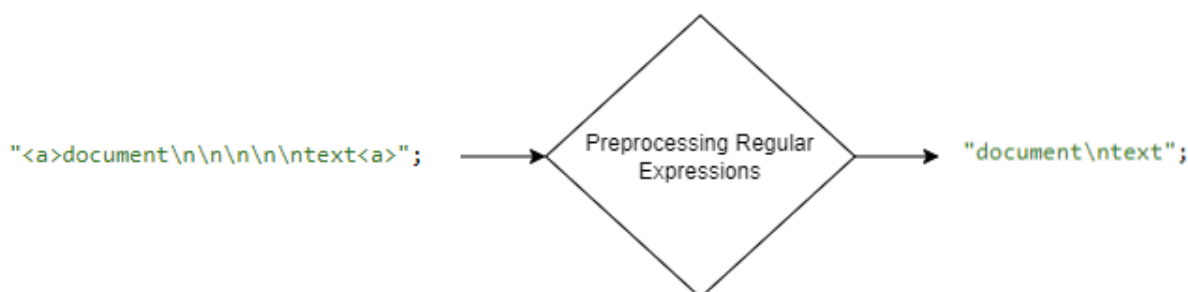 "<a>document\n\n\n\n\ntext<a>";
Preprocessing Regular
Expressions
"document\ntext";